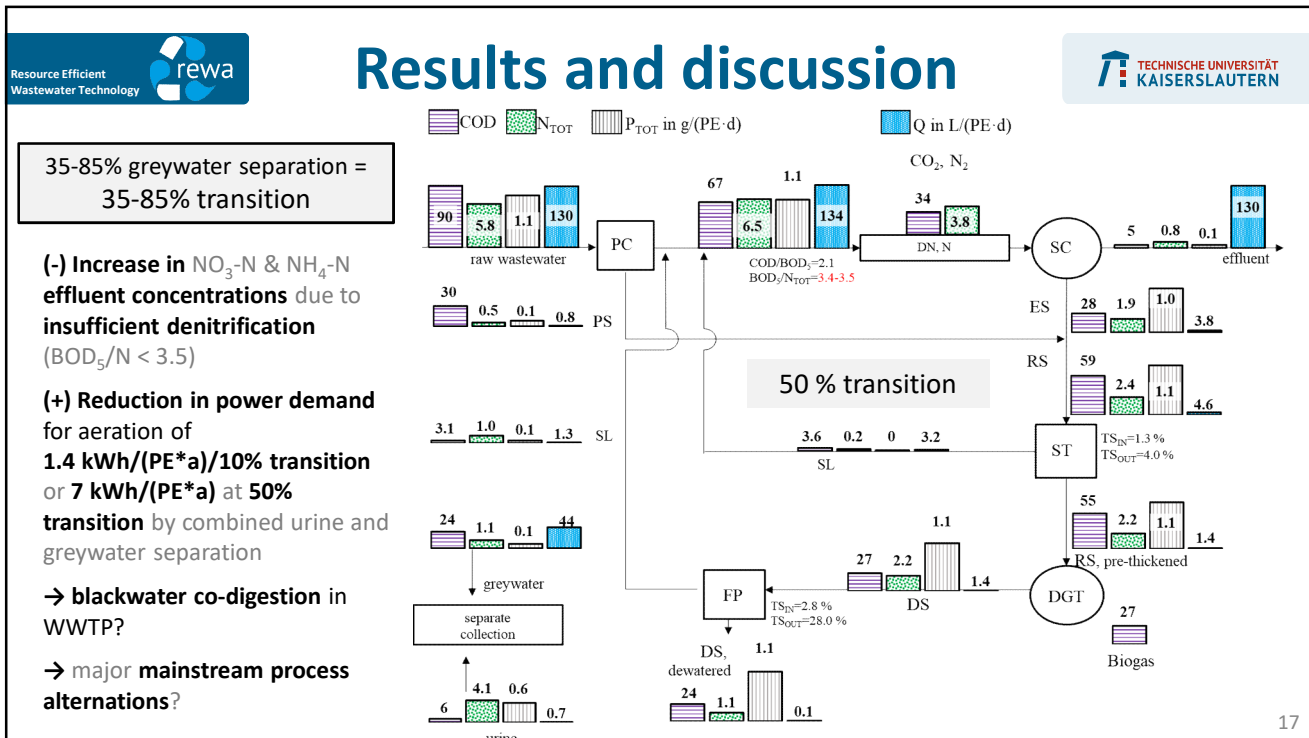 Resource Efficient
Wastewater Technology
rewa
Results and discussion
TECHNISCHE UNIVERSITÄT
KAISERSLAUTERN
35-85% greywater separation =
35-85% transition
(-) Increase in NO3-N & NH4-N
effluent concentrations due to
insufficient denitrification
(BOD5/N < 3.5)
(+) Reduction in power demand
for aeration of
1.4 kWh/(PE*a)/10% transition
or 7 kWh/(PE*a) at 50%
transition by combined urine and
greywater separation
→ blackwater co-digestion in
WWTP?
→ major mainstream process
alternations?
COD NTOT PTOT in g/(PE·d) Q in L/(PE·d)
CO2, N2
90 5.8 1.1 130
raw wastewater
PC
67 6.5 1.1 134
COD/BOD5=2.1
BOD5/NTOT=3.4-3.5
34 3.8
DN, N
SC
5 0.8 0.1 130
effluent
30 0.5 0.1 0.8 PS
ES
28 1.9 1.0 3.8
RS
59 2.4 1.1 4.6
50 % transition
3.1 1.0 0.1 1.3 SL
3.6 0.2 0 3.2
SL
ST
TSIN=1.3 %
TSOUT=4.0 %
55 2.2 1.1 1.4
RS, pre-thickened
24 1.1 0.1 44
greywater
separate
collection
6 4.1 0.6 0.7
urine
FP
TSIN=2.8 %
TSOUT=28.0 %
27 2.2 1.1 1.4
DS
DGT
27
Biogas
DS,
dewatered
24 1.1 1.1 0.1
17